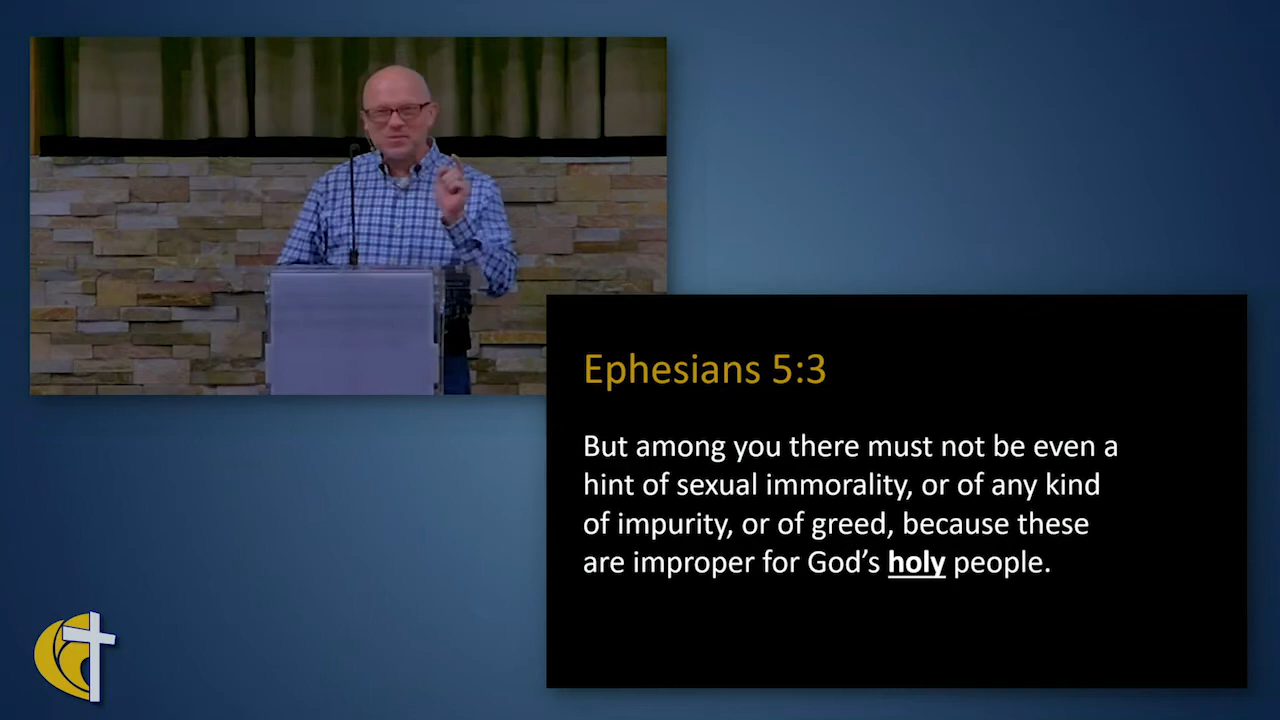 Ephesians 5:3
But among you there must not be even a
hint of sexual immorality, or of any kind
of impurity, or of greed, because these
are improper for God’s holy people.